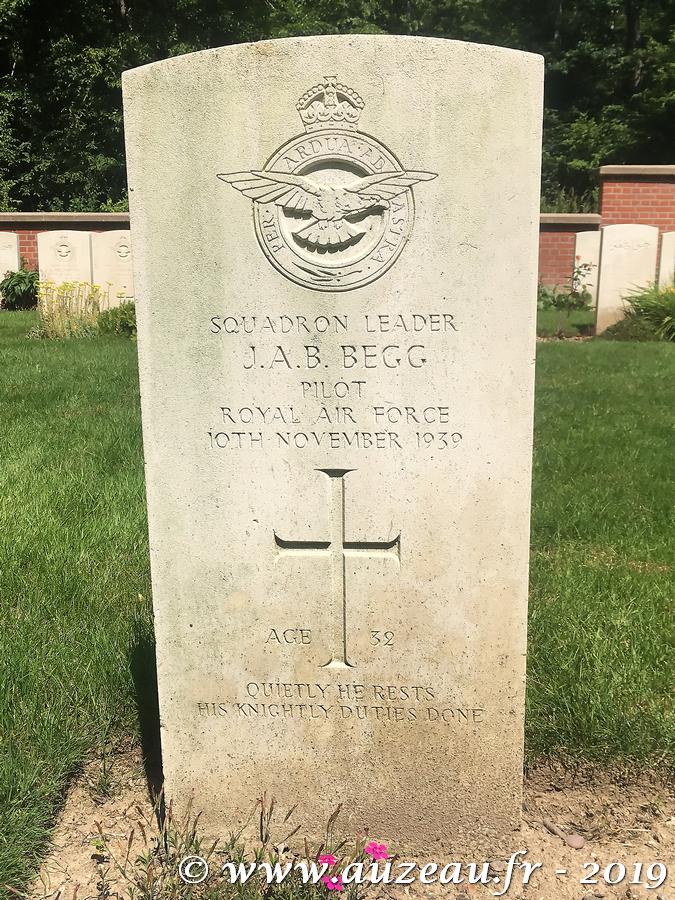 PER · ARDUA · AD ASTRA
SQUADRON LEADER
J.A.B. BEGG
PILOT
ROYAL AIR FORCE
10TH NOVEMBER 1939
AGE 32
QUIETLY HE RESTS
HIS KNIGHTLY DUTIES DONE
© www.auzeau.fr - 2019